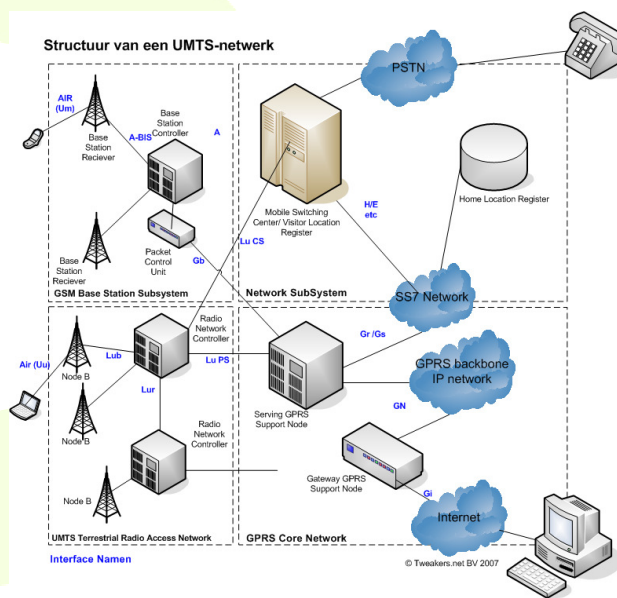 Structuur van een UMTS-netwerk
PSTN
AIR
(Um)
Base
Station
Reciever
A-BIS
Base
Station
Controller
A
Base
Station
Reciever
Packet
Control
Unit
Gb
GSM Base Station Subsystem
Mobile Switching
Center/ Visitor Location
Register
Lu CS
H/E
etc
Home Location Register
SS7 Network
Network SubSystem
Air (Uu)
Node B
Lub
Radio
Network
Controller
Lu PS
Lur
Node B
Radio
Network
Controller
Node B
UMTS Terrestrial Radio Access Network
Serving GPRS
Support Node
Gr /Gs
GPRS backbone
IP network
GN
Gateway GPRS
Support Node
Gi
Internet
GPRS Core Network
Interface Namen
© Tweakers.net BV 2007